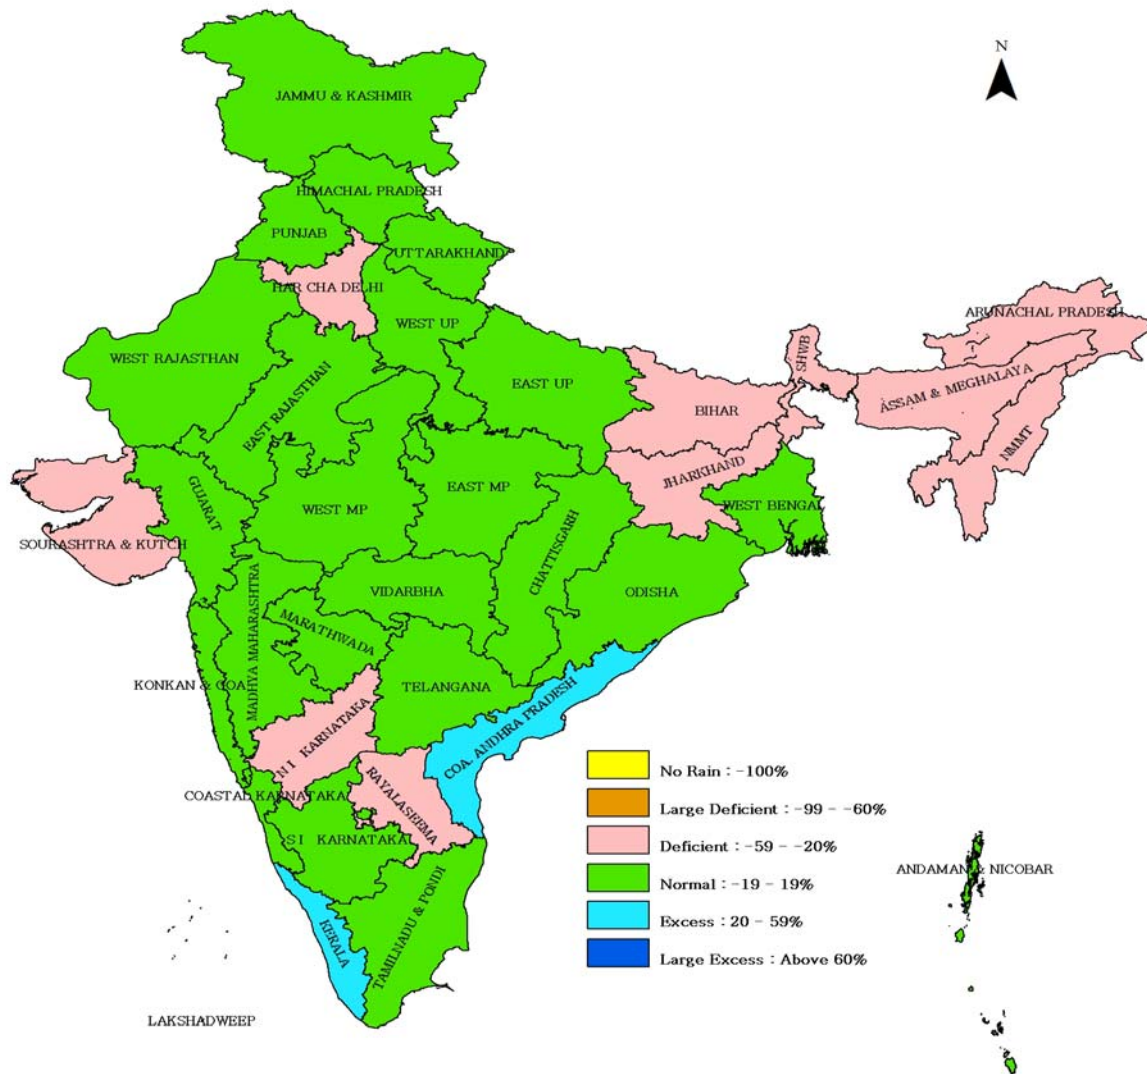 N
JAMMU & KASHMIR
HIMACHAL PRADESH
PUNJAB
UTTARAKHAND
HAR CHA DELHI
ARUNACHAL PRADESH
WEST UP
SHWB
WEST RAJASTHAN
EAST UP
ASSAM & MEGHALAYA
EAST RAJASTHAN
BIHAR
NMMT
JHARKHAND
EAST MP
WEST MP
WEST BENGAL
GUJARAT
SOURASHTRA & KUTCH
CHATTISGARH
VIDARBHA
ODISHA
MADHYA MAHARASHTRA
MARATHWADA
KONKAN & GOA
TELANGANA
COA. ANDHRA PRADESH
N I KARNATAKA
COASTAL KARNATAKA
RAYALASEEMA
S I KARNATAKA
KERALA
TAMILNADU & PONDI
ANDAMAN & NICOBAR
LAKSHADWEEP
No Rain : -100%
Large Deficient : -99 - -60%
Deficient : -59 - -20%
Normal : -19 - 19%
Excess : 20 - 59%
Large Excess : Above 60%